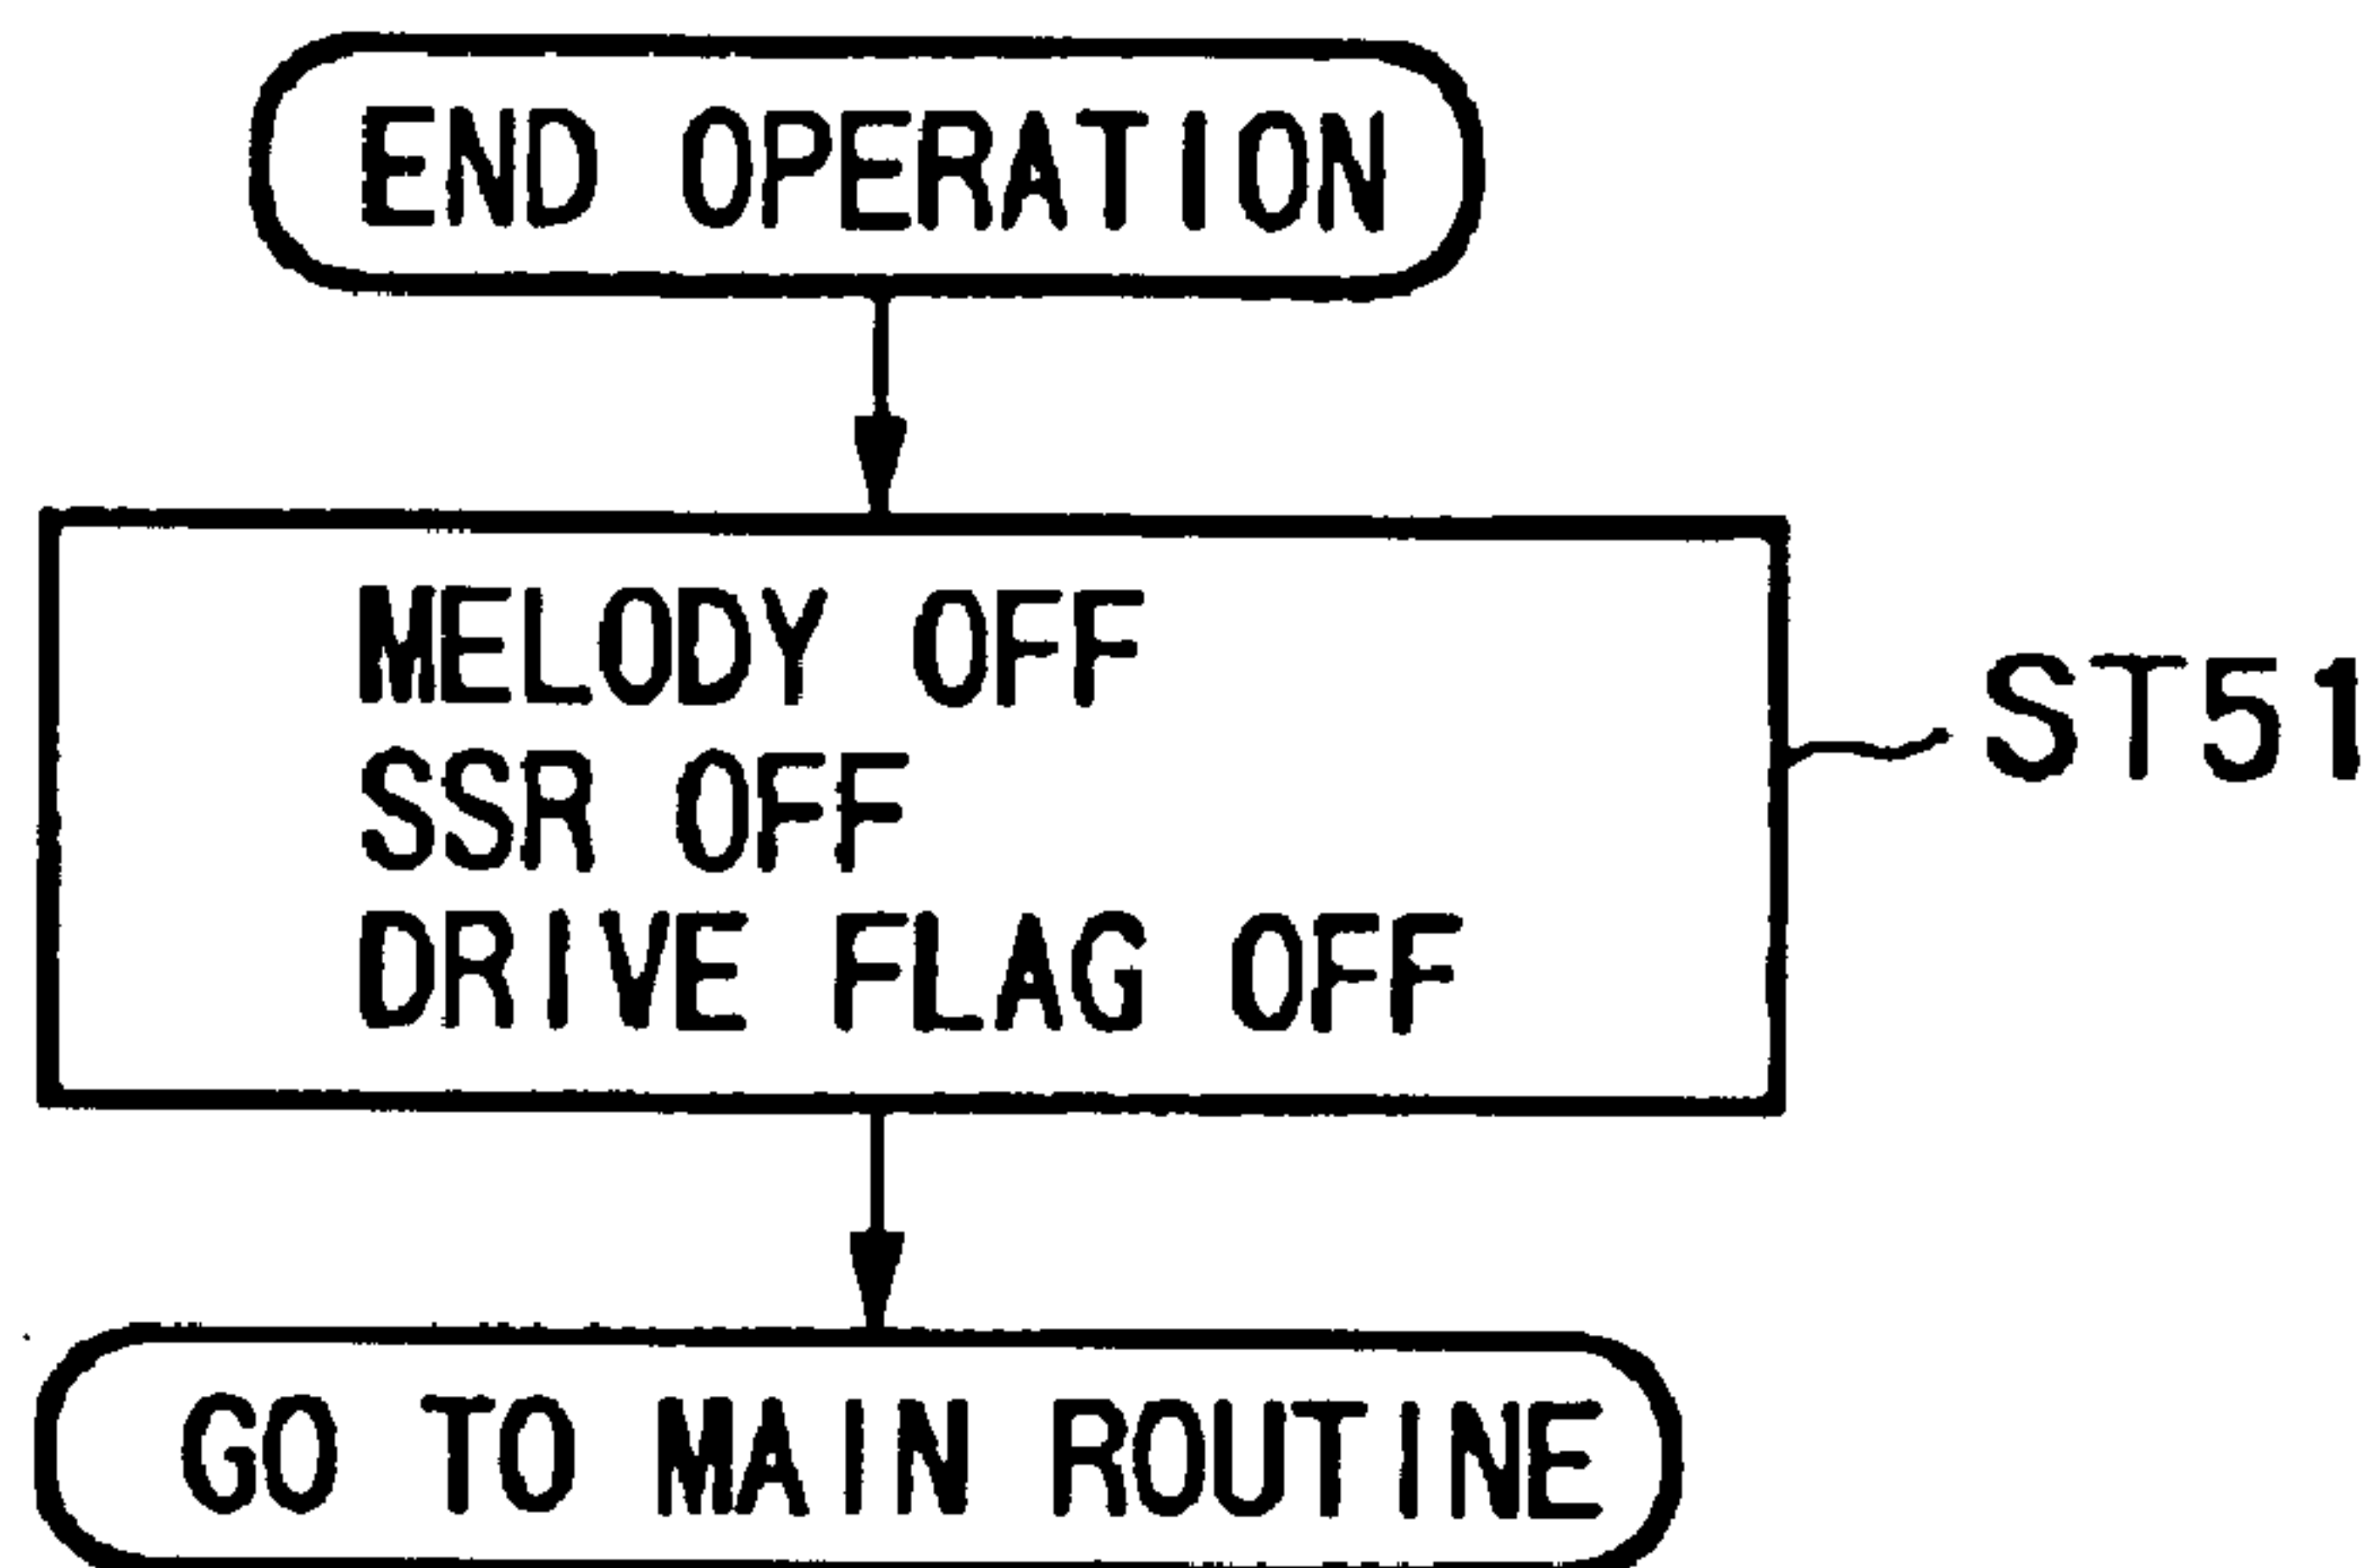 END OPERATION
MELODY OFF
SSR OFF
DRIVE FLAG OFF
ST51
GO TO MAIN ROUTINE